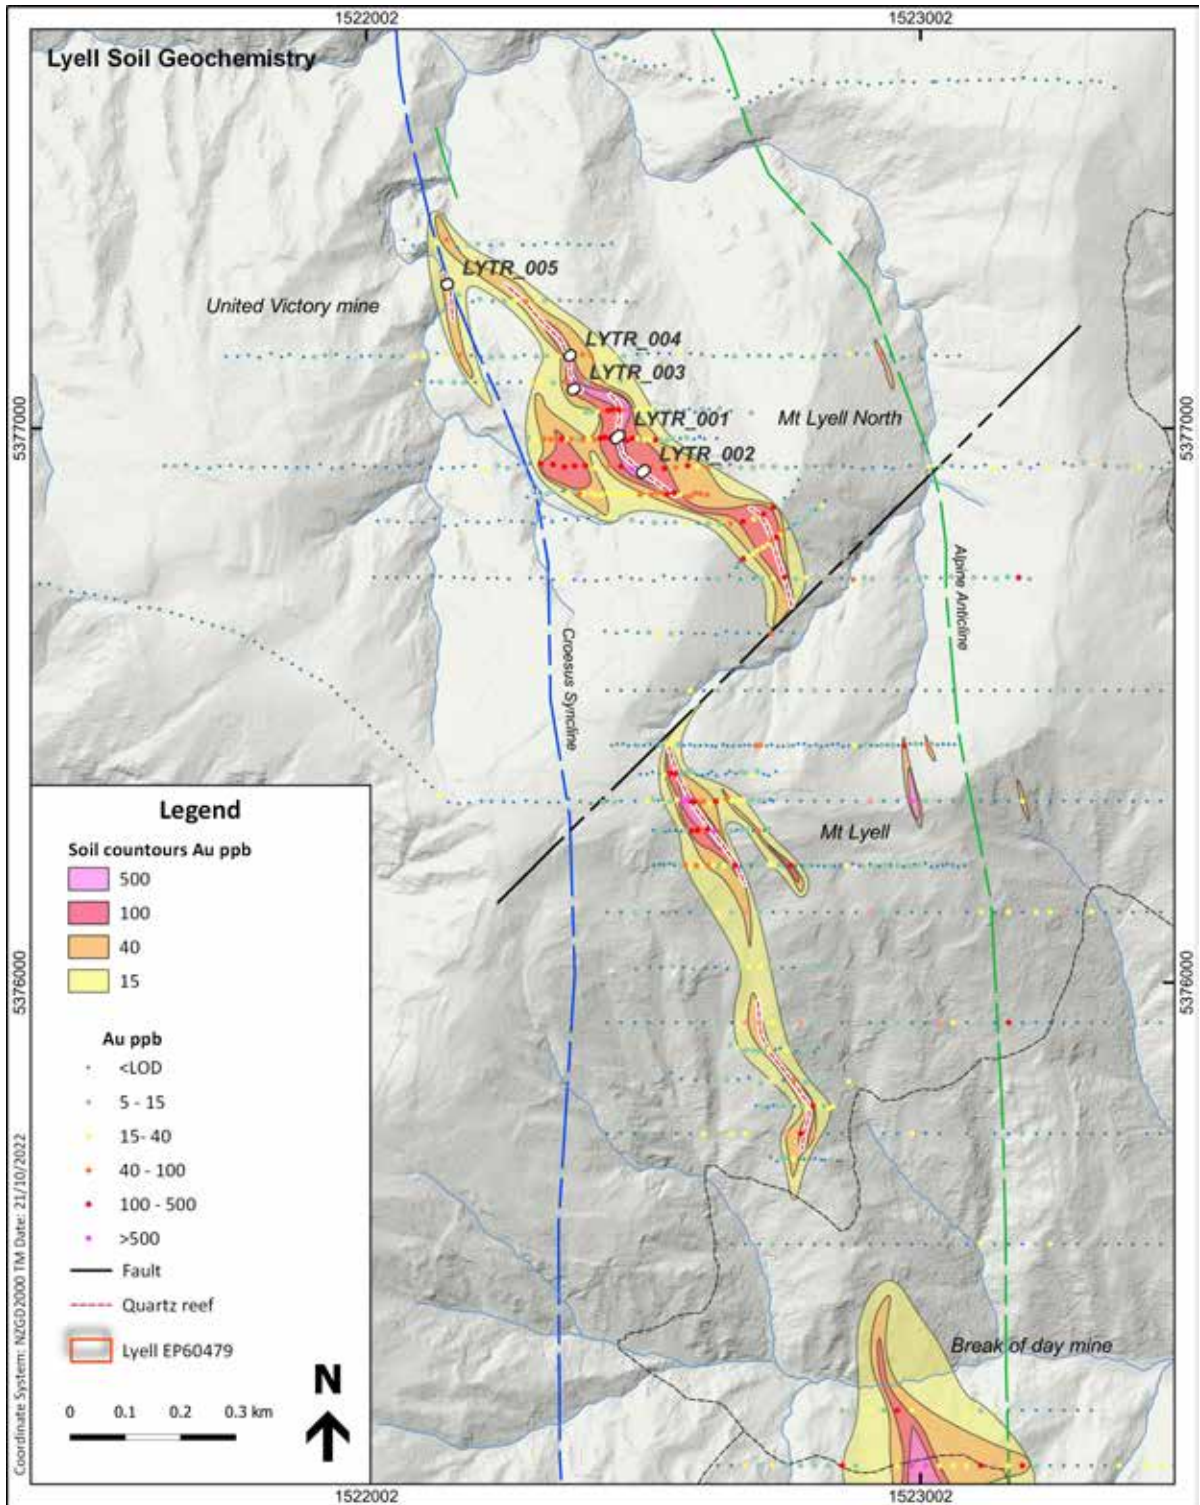 1522002
1523002
Lyell Soil Geochemistry
LYTR_005
United Victory mine
LYTR_004
LYTR_003
LYTR_001
Mt Lyell North
5377000
5377000
LYTR_002
Alpine Anticline
Croesus Syncline
Mt Lyell
Legend
Soil countours Au ppb
500
100
40
15
5376000
5376000
Au ppb
<LOD
5 - 15
15- 40
40 - 100
100 - 500
>500
Fault
Quartz reef
Lyell EP60479
Break of day mine
N
0 0.1 0.2 0.3 km
Coordinate System: NZGD2000 TM Date: 21/10/2022
1522002
1523002